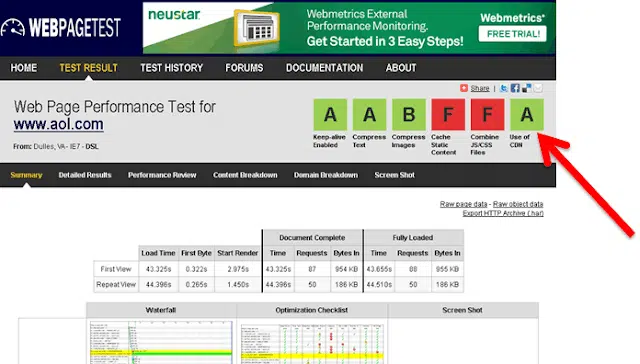 WEBPAGETEST
neustar
Webmetrics External
Performance Monitoring.
Get Started in 3 Easy Steps!
Webmetrics
FREE TRIAL!
HOME TEST RESULT TEST HISTORY FORUMS DOCUMENTATION ABOUT
Share
Web Page Performance Test for
www.aol.com
From: Dulles, VA - IE7 - DSL
A A B F F A
Keep-alive Enabled
Compress Text
Compress Images
Cache Static Content
Combine JS/CSS Files
Use of CDN
Summary Detailed Results Performance Review Content Breakdown Domain Breakdown Screen Shot
Raw page data - Raw object data
Export HTTP Archive (.har)
Document Complete Fully Loaded
Load Time First Byte Start Render Time Requests Bytes In Time Requests Bytes In
First View 43.325s 0.322s 2.975s 43.325s 87 954 KB 43.655s 88 955 KB
Repeat View 44.396s 0.265s 1.450s 44.396s 50 186 KB 44.510s 50 186 KB
Waterfall Optimization Checklist Screen Shot